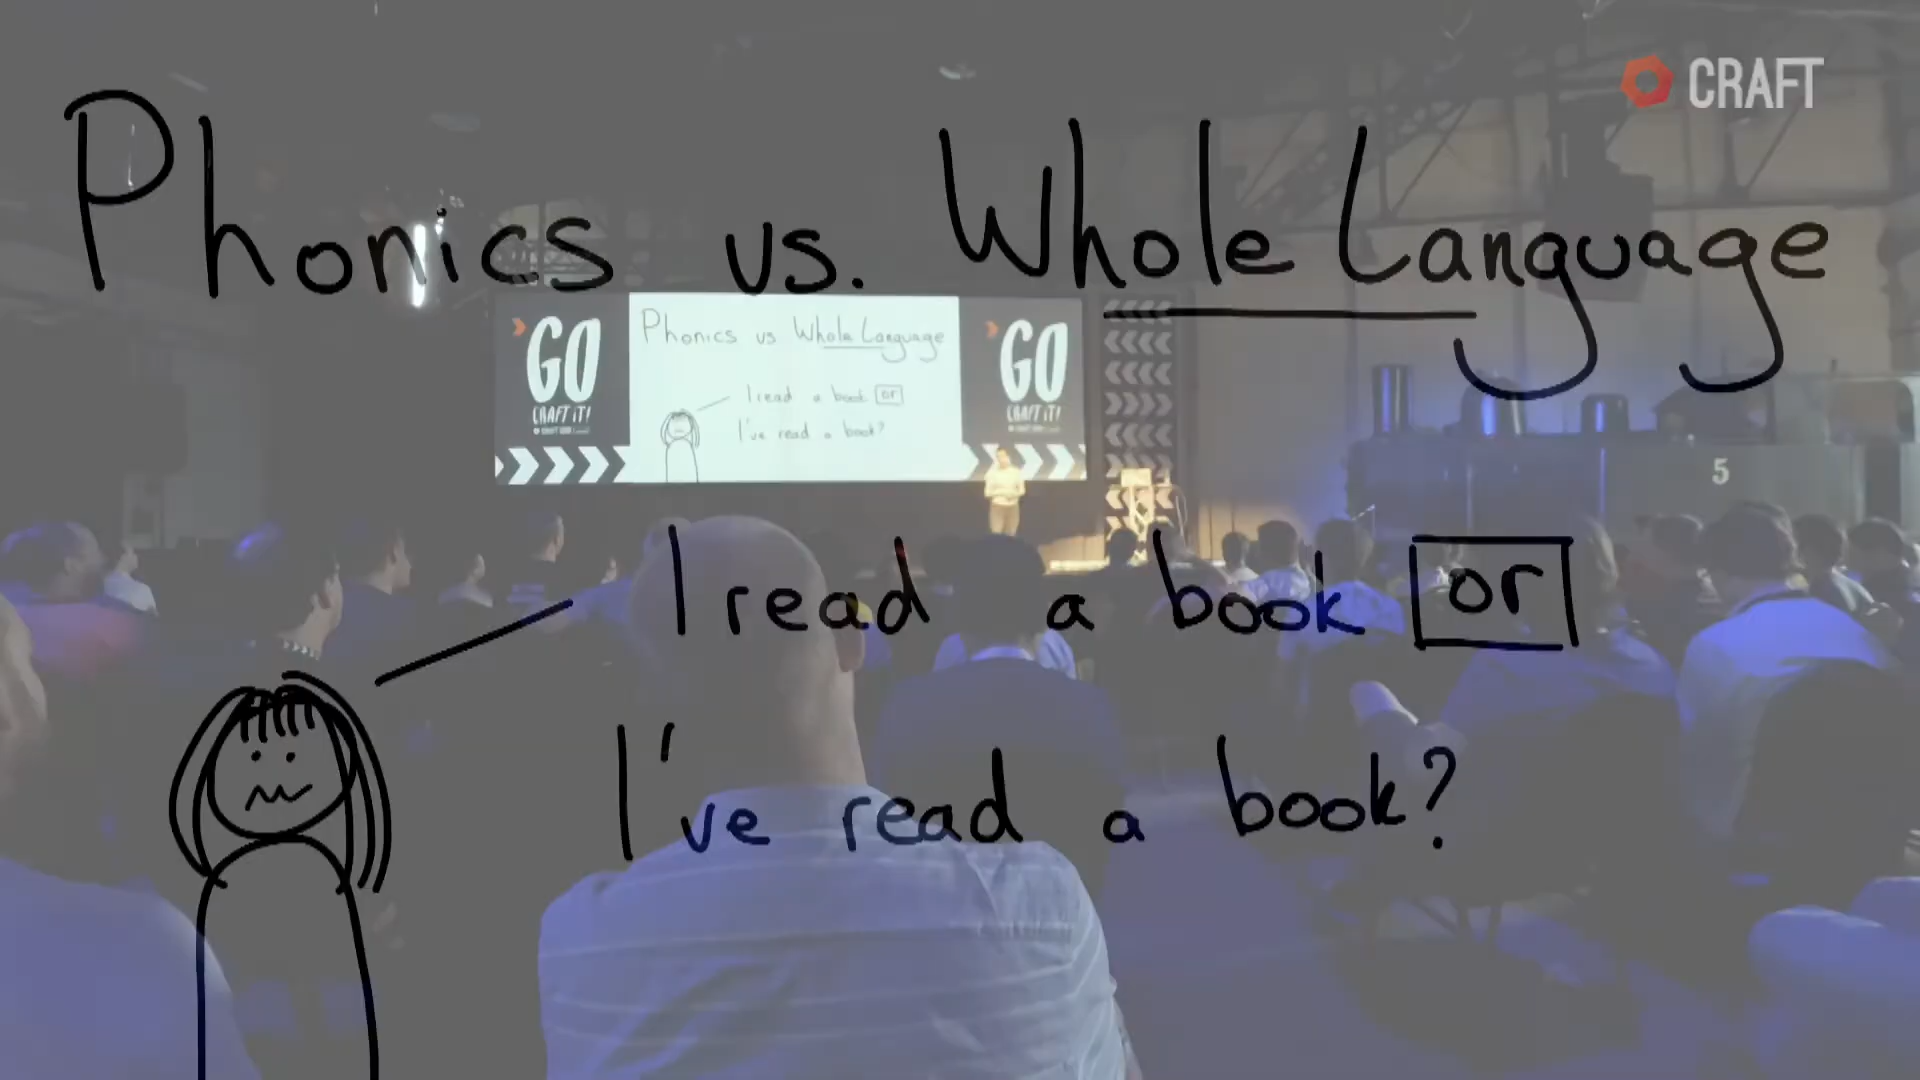 CRAFT
Phonics vs. Whole Language
GO
CRAFT IT!
Phonics vs Whole Language
I read a book or
I've read a book?
GO
CRAFT IT!
5
I read a book or
I've read a book?